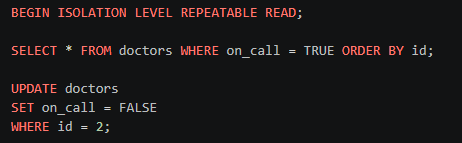 BEGIN ISOLATION LEVEL REPEATABLE READ;
SELECT * FROM doctors WHERE on_call = TRUE ORDER BY id;
UPDATE doctors
SET on_call = FALSE
WHERE id = 2;